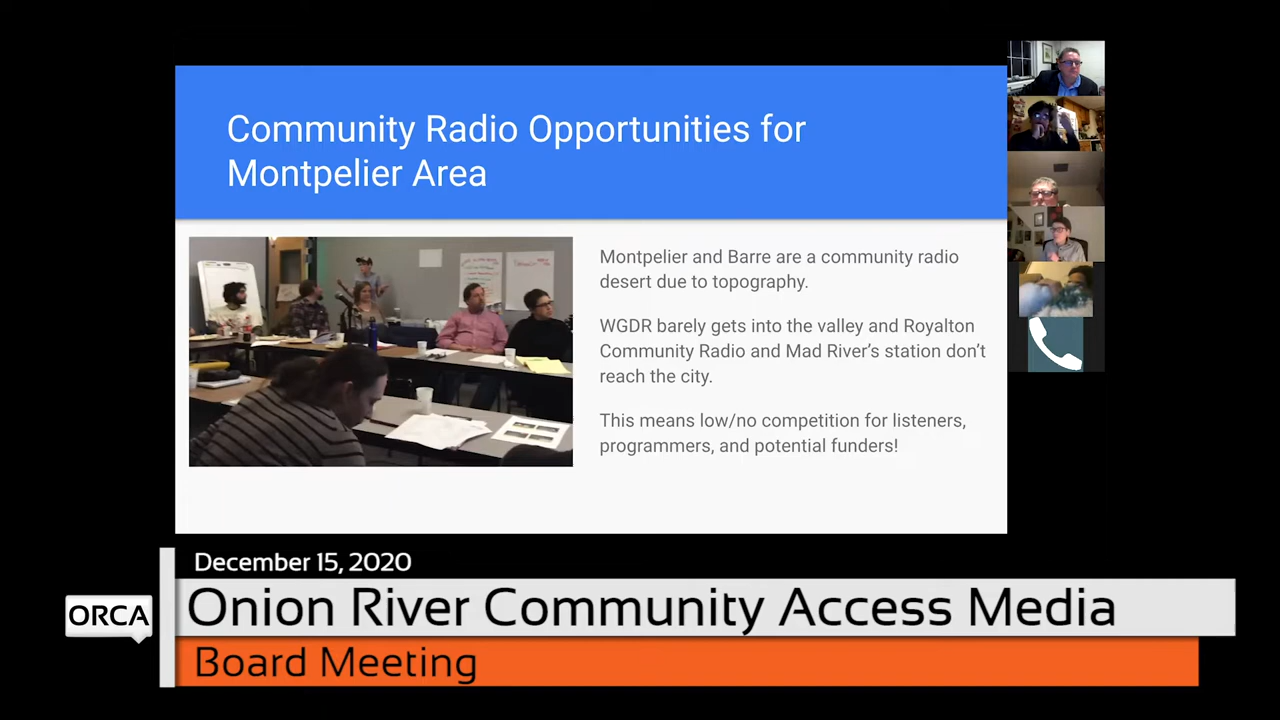 Community Radio Opportunities for
Montpelier Area
Montpelier and Barre are a community radio
desert due to topography.
WGDR barely gets into the valley and Royalton
Community Radio and Mad River's station don't
reach the city.
This means low/no competition for listeners,
programmers, and potential funders!
December 15, 2020
ORCA
Onion River Community Access Media
Board Meeting